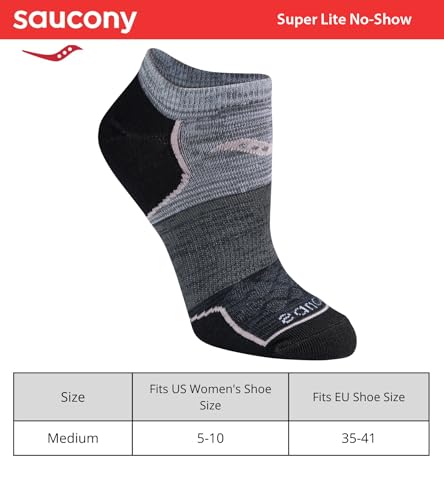 saucony
Super Lite No-Show
Size
Fits US Women's Shoe
Size
Fits EU Shoe Size
Medium
5-10
35-41